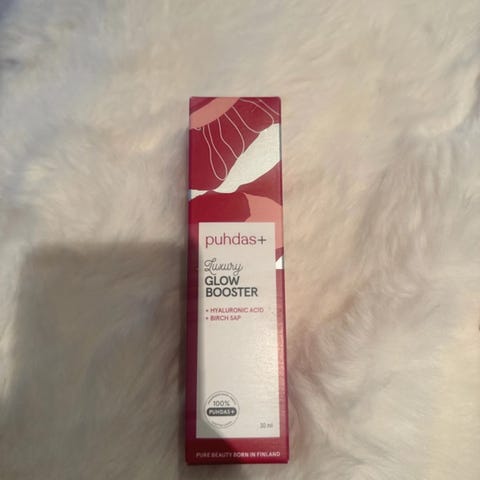 puhdas+
Luxury
GLOW
BOOSTER
+ HYALURONIC ACID
+ BIRCH SAP
100%
PUHDAS+
30 ml
PURE BEAUTY BORN IN FINLAND